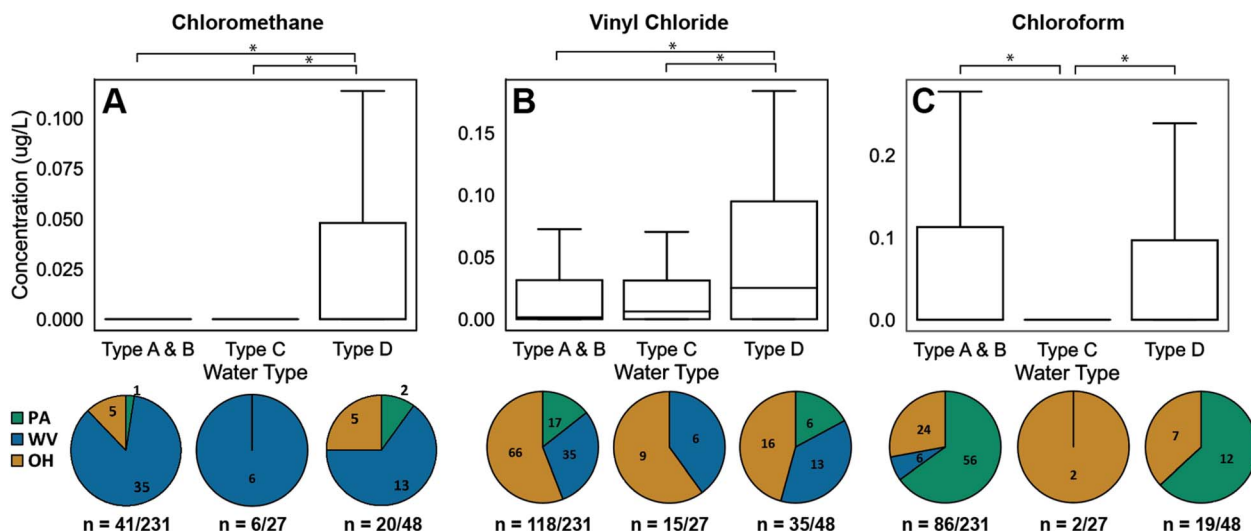 Chloromethane
Vinyl Chloride
Chloroform
*
*
*
*
*
*
A
B
C
Concentration (ug/L)
0.100
0.075
0.050
0.025
0.000
0.15
0.10
0.05
0.00
0.2
0.1
0.0
Type A & B Type C Type D
Water Type
Type A & B Type C Type D
Water Type
Type A & B Type C Type D
Water Type
PA
WV
OH
1
5
35
6
2
5
13
17
66
35
6
9
6
16
13
24
6
56
2
7
12
n = 41/231 n = 6/27 n = 20/48 n = 118/231 n = 15/27 n = 35/48 n = 86/231 n = 2/27 n = 19/48